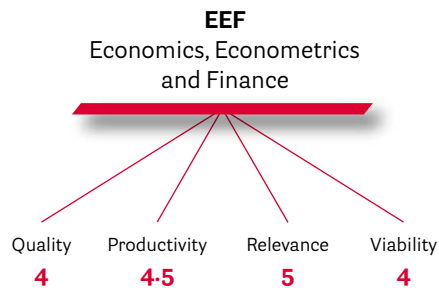 EEF
Economics, Econometrics
and Finance
Quality Productivity Relevance Viability
4 4·5 5 4